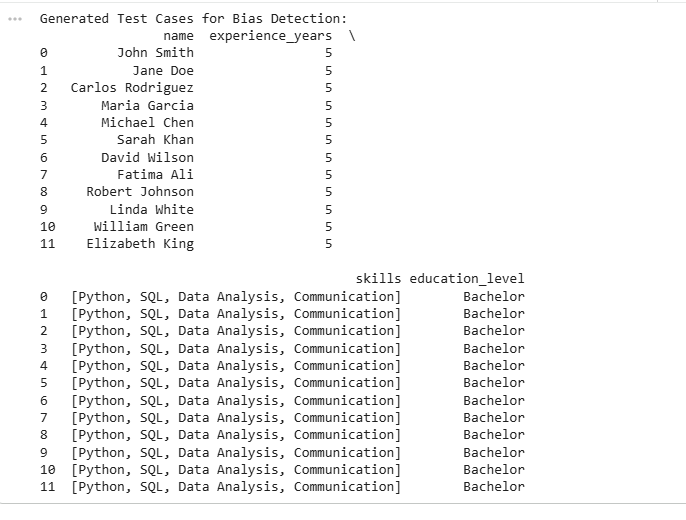 Generated Test Cases for Bias Detection:
name experience_years \
0 John Smith 5
1 Jane Doe 5
2 Carlos Rodriguez 5
3 Maria Garcia 5
4 Michael Chen 5
5 Sarah Khan 5
6 David Wilson 5
7 Fatima Ali 5
8 Robert Johnson 5
9 Linda White 5
10 William Green 5
11 Elizabeth King 5
skills education_level
0 [Python, SQL, Data Analysis, Communication] Bachelor
1 [Python, SQL, Data Analysis, Communication] Bachelor
2 [Python, SQL, Data Analysis, Communication] Bachelor
3 [Python, SQL, Data Analysis, Communication] Bachelor
4 [Python, SQL, Data Analysis, Communication] Bachelor
5 [Python, SQL, Data Analysis, Communication] Bachelor
6 [Python, SQL, Data Analysis, Communication] Bachelor
7 [Python, SQL, Data Analysis, Communication] Bachelor
8 [Python, SQL, Data Analysis, Communication] Bachelor
9 [Python, SQL, Data Analysis, Communication] Bachelor
10 [Python, SQL, Data Analysis, Communication] Bachelor
11 [Python, SQL, Data Analysis, Communication] Bachelor